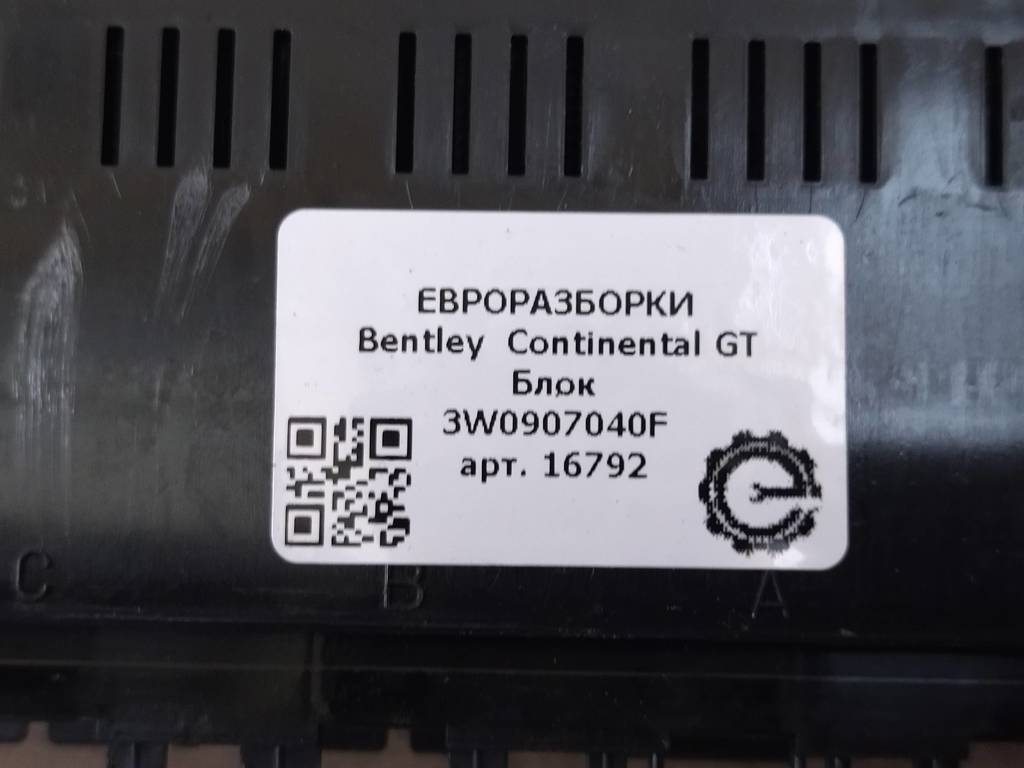 ЕВРОРАЗБОРКИ
Bentley Continental GT
Блок
3W0907040F
арт. 16792
C B A